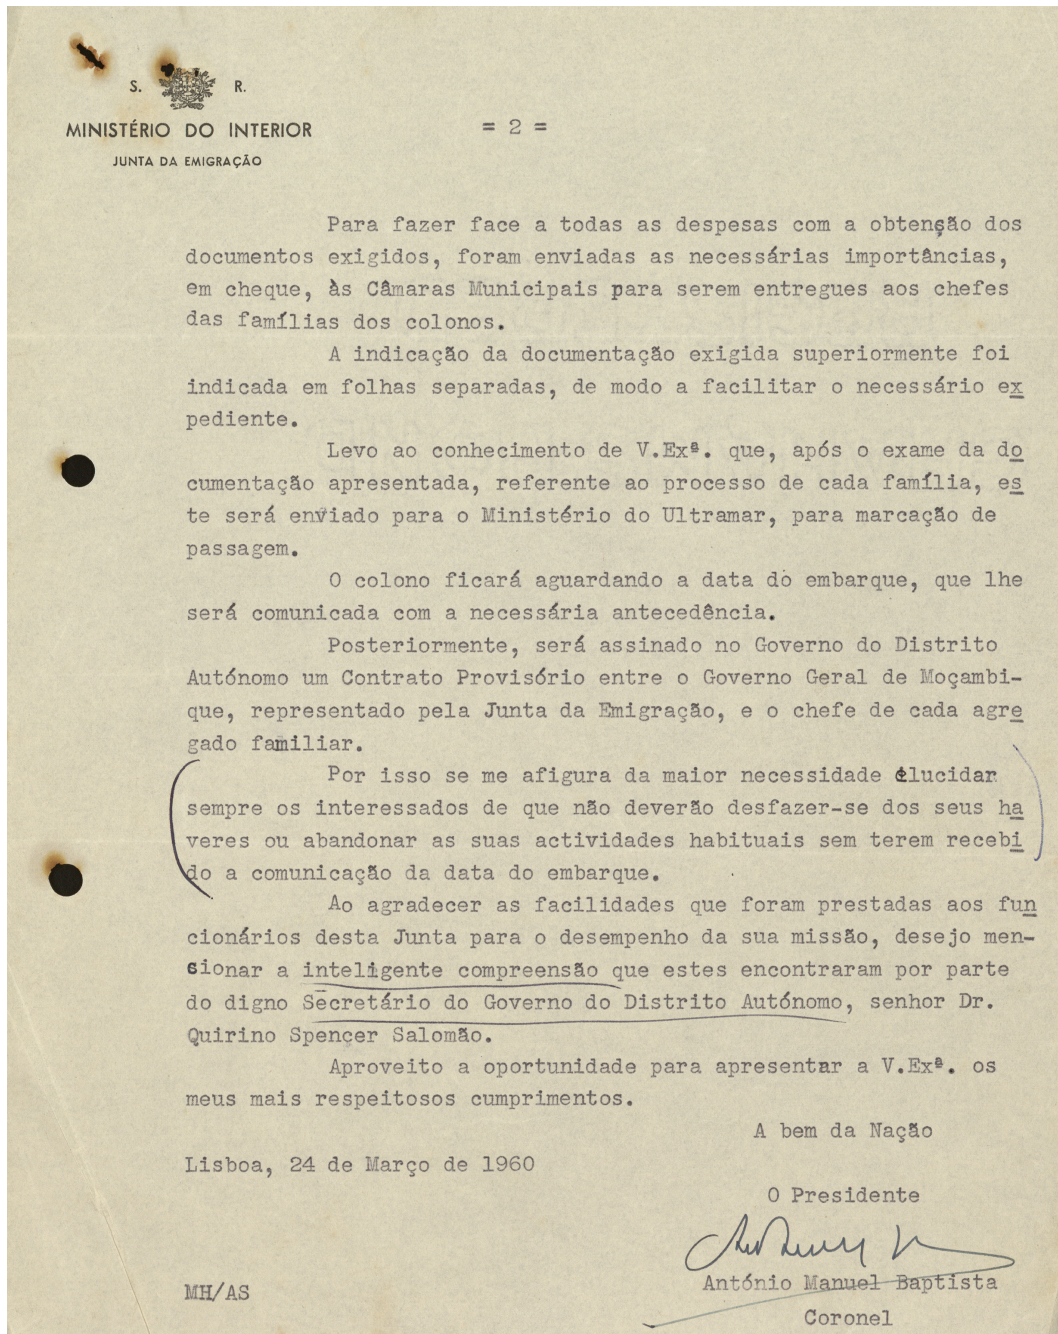 S. R.
MINISTÉRIO DO INTERIOR
JUNTA DA EMIGRAÇÃO
= 2 =
Para fazer face a todas as despesas com a obtenção dos
documentos exigidos, foram enviadas as necessárias importâncias,
em cheque, às Câmaras Municipais para serem entregues aos chefes
das famílias dos colonos.
A indicação da documentação exigida superiormente foi
indicada em folhas separadas, de modo a facilitar o necessário ex
pediente.
Levo ao conhecimento de V.Exª. que, após o exame da do
cumentação apresentada, referente ao processo de cada família, es
te será enviado para o Ministério do Ultramar, para marcação de
passagem.
O colono ficará aguardando a data do embarque, que lhe
será comunicada com a necessária antecedência.
Posteriormente, será assinado no Governo do Distrito
Autónomo um Contrato Provisório entre o Governo Geral de Moçambi-
que, representado pela Junta da Emigração, e o chefe de cada agre
gado familiar.
Por isso se me afigura da maior necessidade elucidar
sempre os interessados de que não deverão desfazer-se dos seus ha
veres ou abandonar as suas actividades habituais sem terem recebi
do a comunicação da data do embarque.
Ao agradecer as facilidades que foram prestadas aos fun
cionários desta Junta para o desempenho da sua missão, desejo men-
cionar a inteligente compreensão que estes encontraram por parte
do digno Secretário do Governo do Distrito Autónomo, senhor Dr.
Quirino Spencer Salomão.
Aproveito a oportunidade para apresentar a V.Exª. os
meus mais respeitosos cumprimentos.
A bem da Nação
Lisboa, 24 de Março de 1960
O Presidente
António Manuel Baptista
MH/AS
Coronel